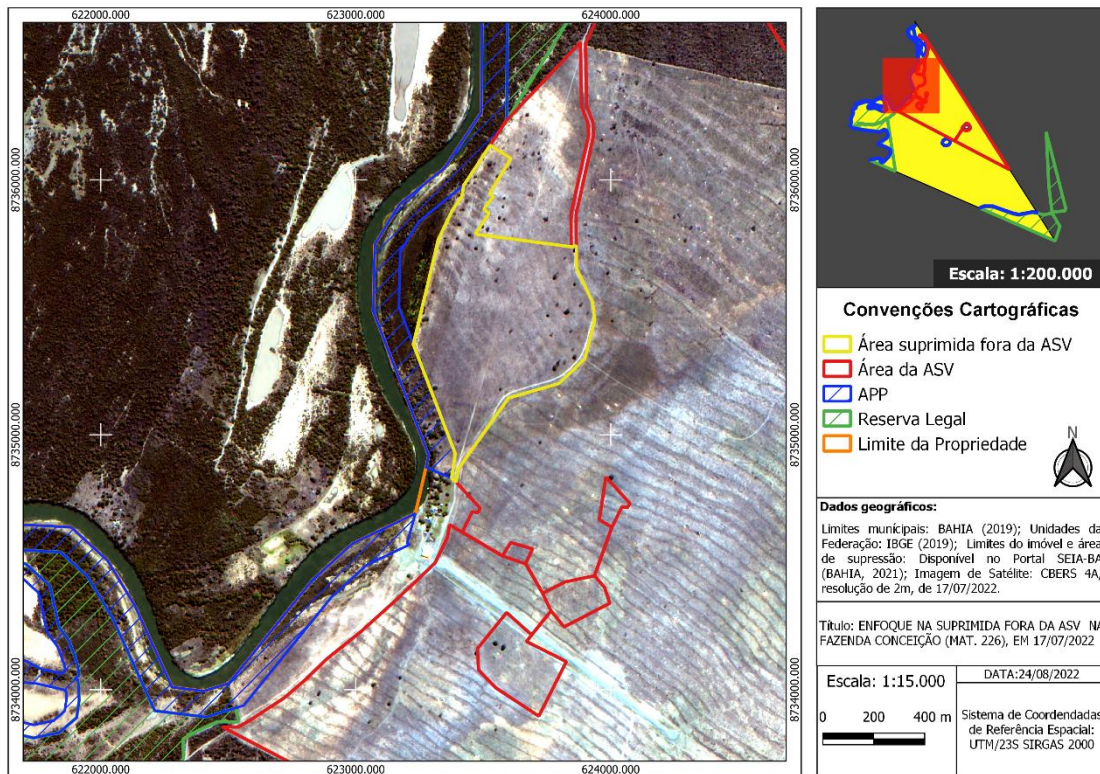 622000.000 623000.000 624000.000
8736000.000
8735000.000
8734000.000
8736000.000
8735000.000
8734000.000
622000.000 623000.000 624000.000
Escala: 1:200.000
Convenções Cartográficas
Área suprimida fora da ASV
Área da ASV
APP
Reserva Legal
Limite da Propriedade
N
Dados geográficos:
Limites munícipais: BAHIA (2019); Unidades da
Federação: IBGE (2019); Limites do imóvel e área
de supressão: Disponível no Portal SEIA-BA
(BAHIA, 2021); Imagem de Satélite: CBERS 4A,
resolução de 2m, de 17/07/2022.
Título: ENFOQUE NA SUPRIMIDA FORA DA ASV NA
FAZENDA CONCEIÇÃO (MAT. 226), EM 17/07/2022
Escala: 1:15.000
0 200 400 m
DATA:24/08/2022
Sistema de Coordendadas
de Referência Espacial:
UTM/23S SIRGAS 2000